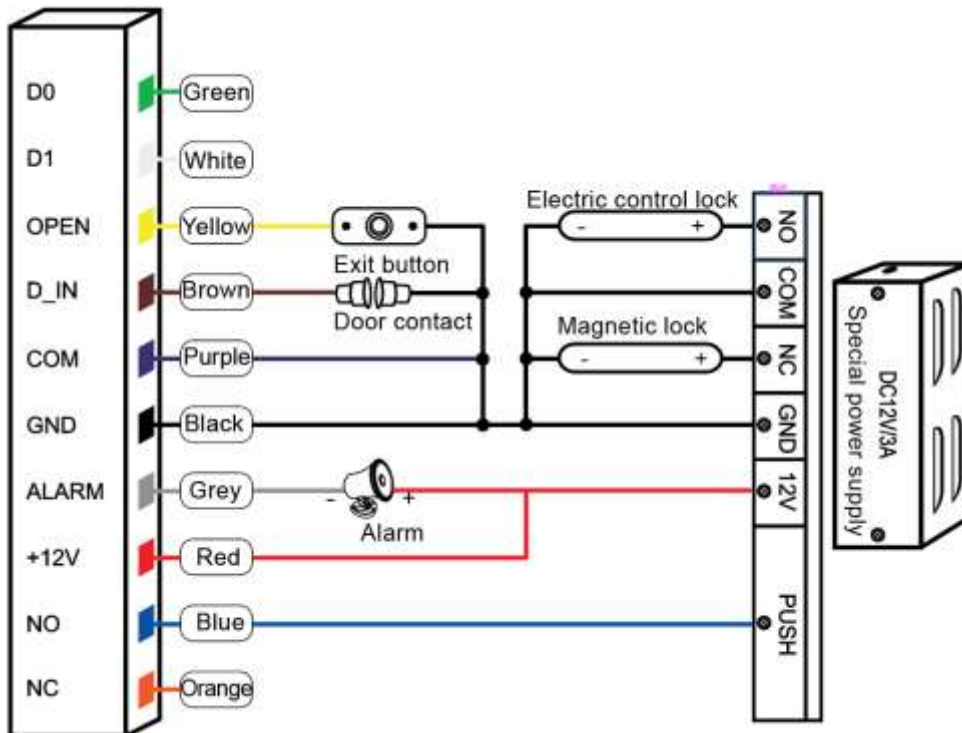 D0
Green
D1
White
OPEN
Yellow
Exit button
D_IN
Brown
Door contact
COM
Purple
GND
Black
ALARM
Grey
- +
Alarm
+12V
Red
NO
Blue
NC
Orange
Electric control lock
- +
Magnetic lock
- +
NO
COM
NC
GND
12V
PUSH
DC12V/3A
Special power supply